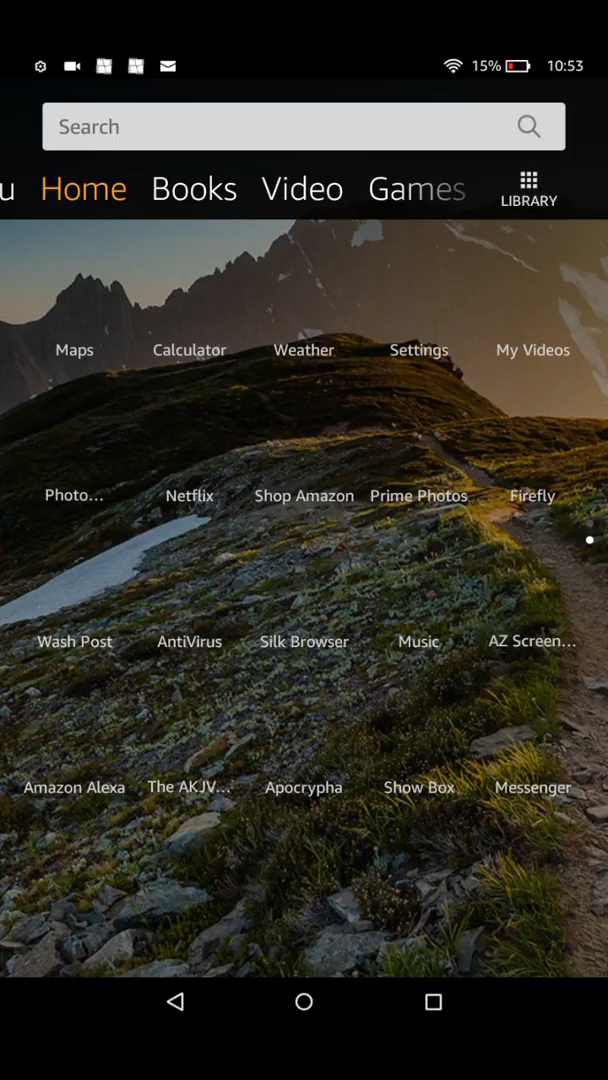 15% 10:53
Search
u Home Books Video Games LIBRARY
Maps Calculator Weather Settings My Videos
Photo... Netflix Shop Amazon Prime Photos Firefly
Wash Post AntiVirus Silk Browser Music AZ Screen...
Amazon Alexa The AKJV... Apocrypha Show Box Messenger